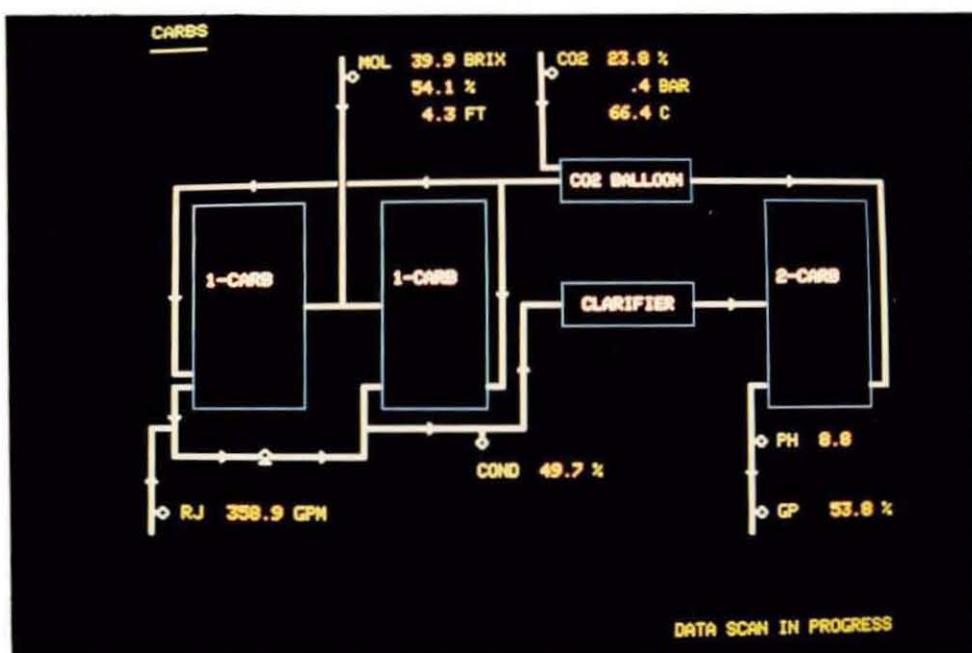 CARBS
MOL 39.9 BRIX
54.1 %
4.3 FT
CO2 23.8 %
.4 BAR
66.4 C
CO2 BALLOON
1-CARB
1-CARB
2-CARB
CLARIFIER
PH 8.8
COND 49.7 %
RJ 358.9 GPM
GP 53.8 %
DATA SCAN IN PROGRESS